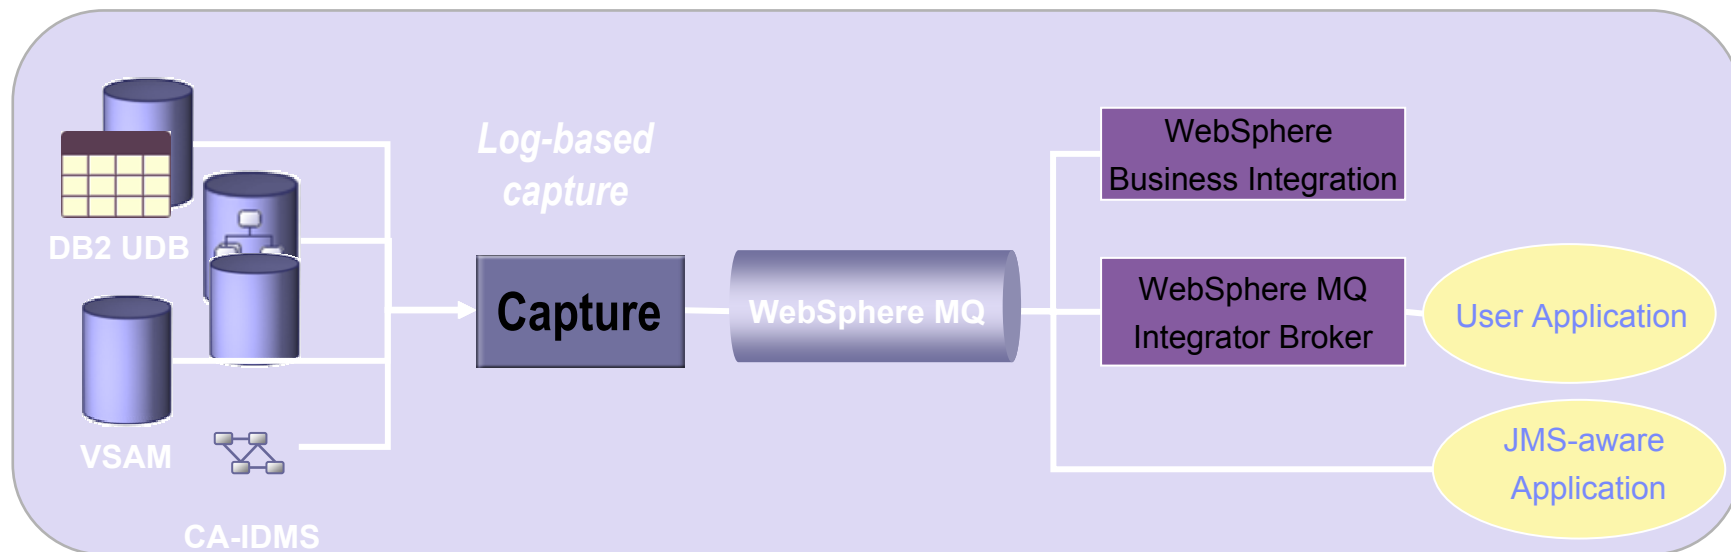 Log-based
capture
DB2 UDB
VSAM
CA-IDMS
Capture
WebSphere MQ
WebSphere
Business Integration
WebSphere MQ
Integrator Broker
User Application
JMS-aware
Application